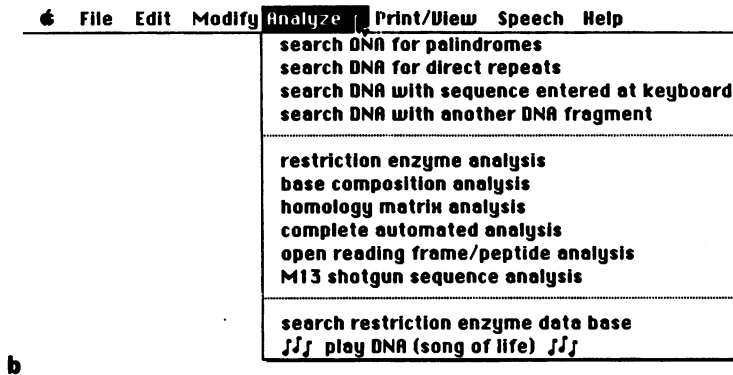 File Edit Modify Analyze Print/View Speech Help
search DNA for palindromes
search DNA for direct repeats
search DNA with sequence entered at keyboard
search DNA with another DNA fragment
restriction enzyme analysis
base composition analysis
homology matrix analysis
complete automated analysis
open reading frame/peptide analysis
M13 shotgun sequence analysis
search restriction enzyme data base
♫♪ play DNA (song of life) ♫♪
b